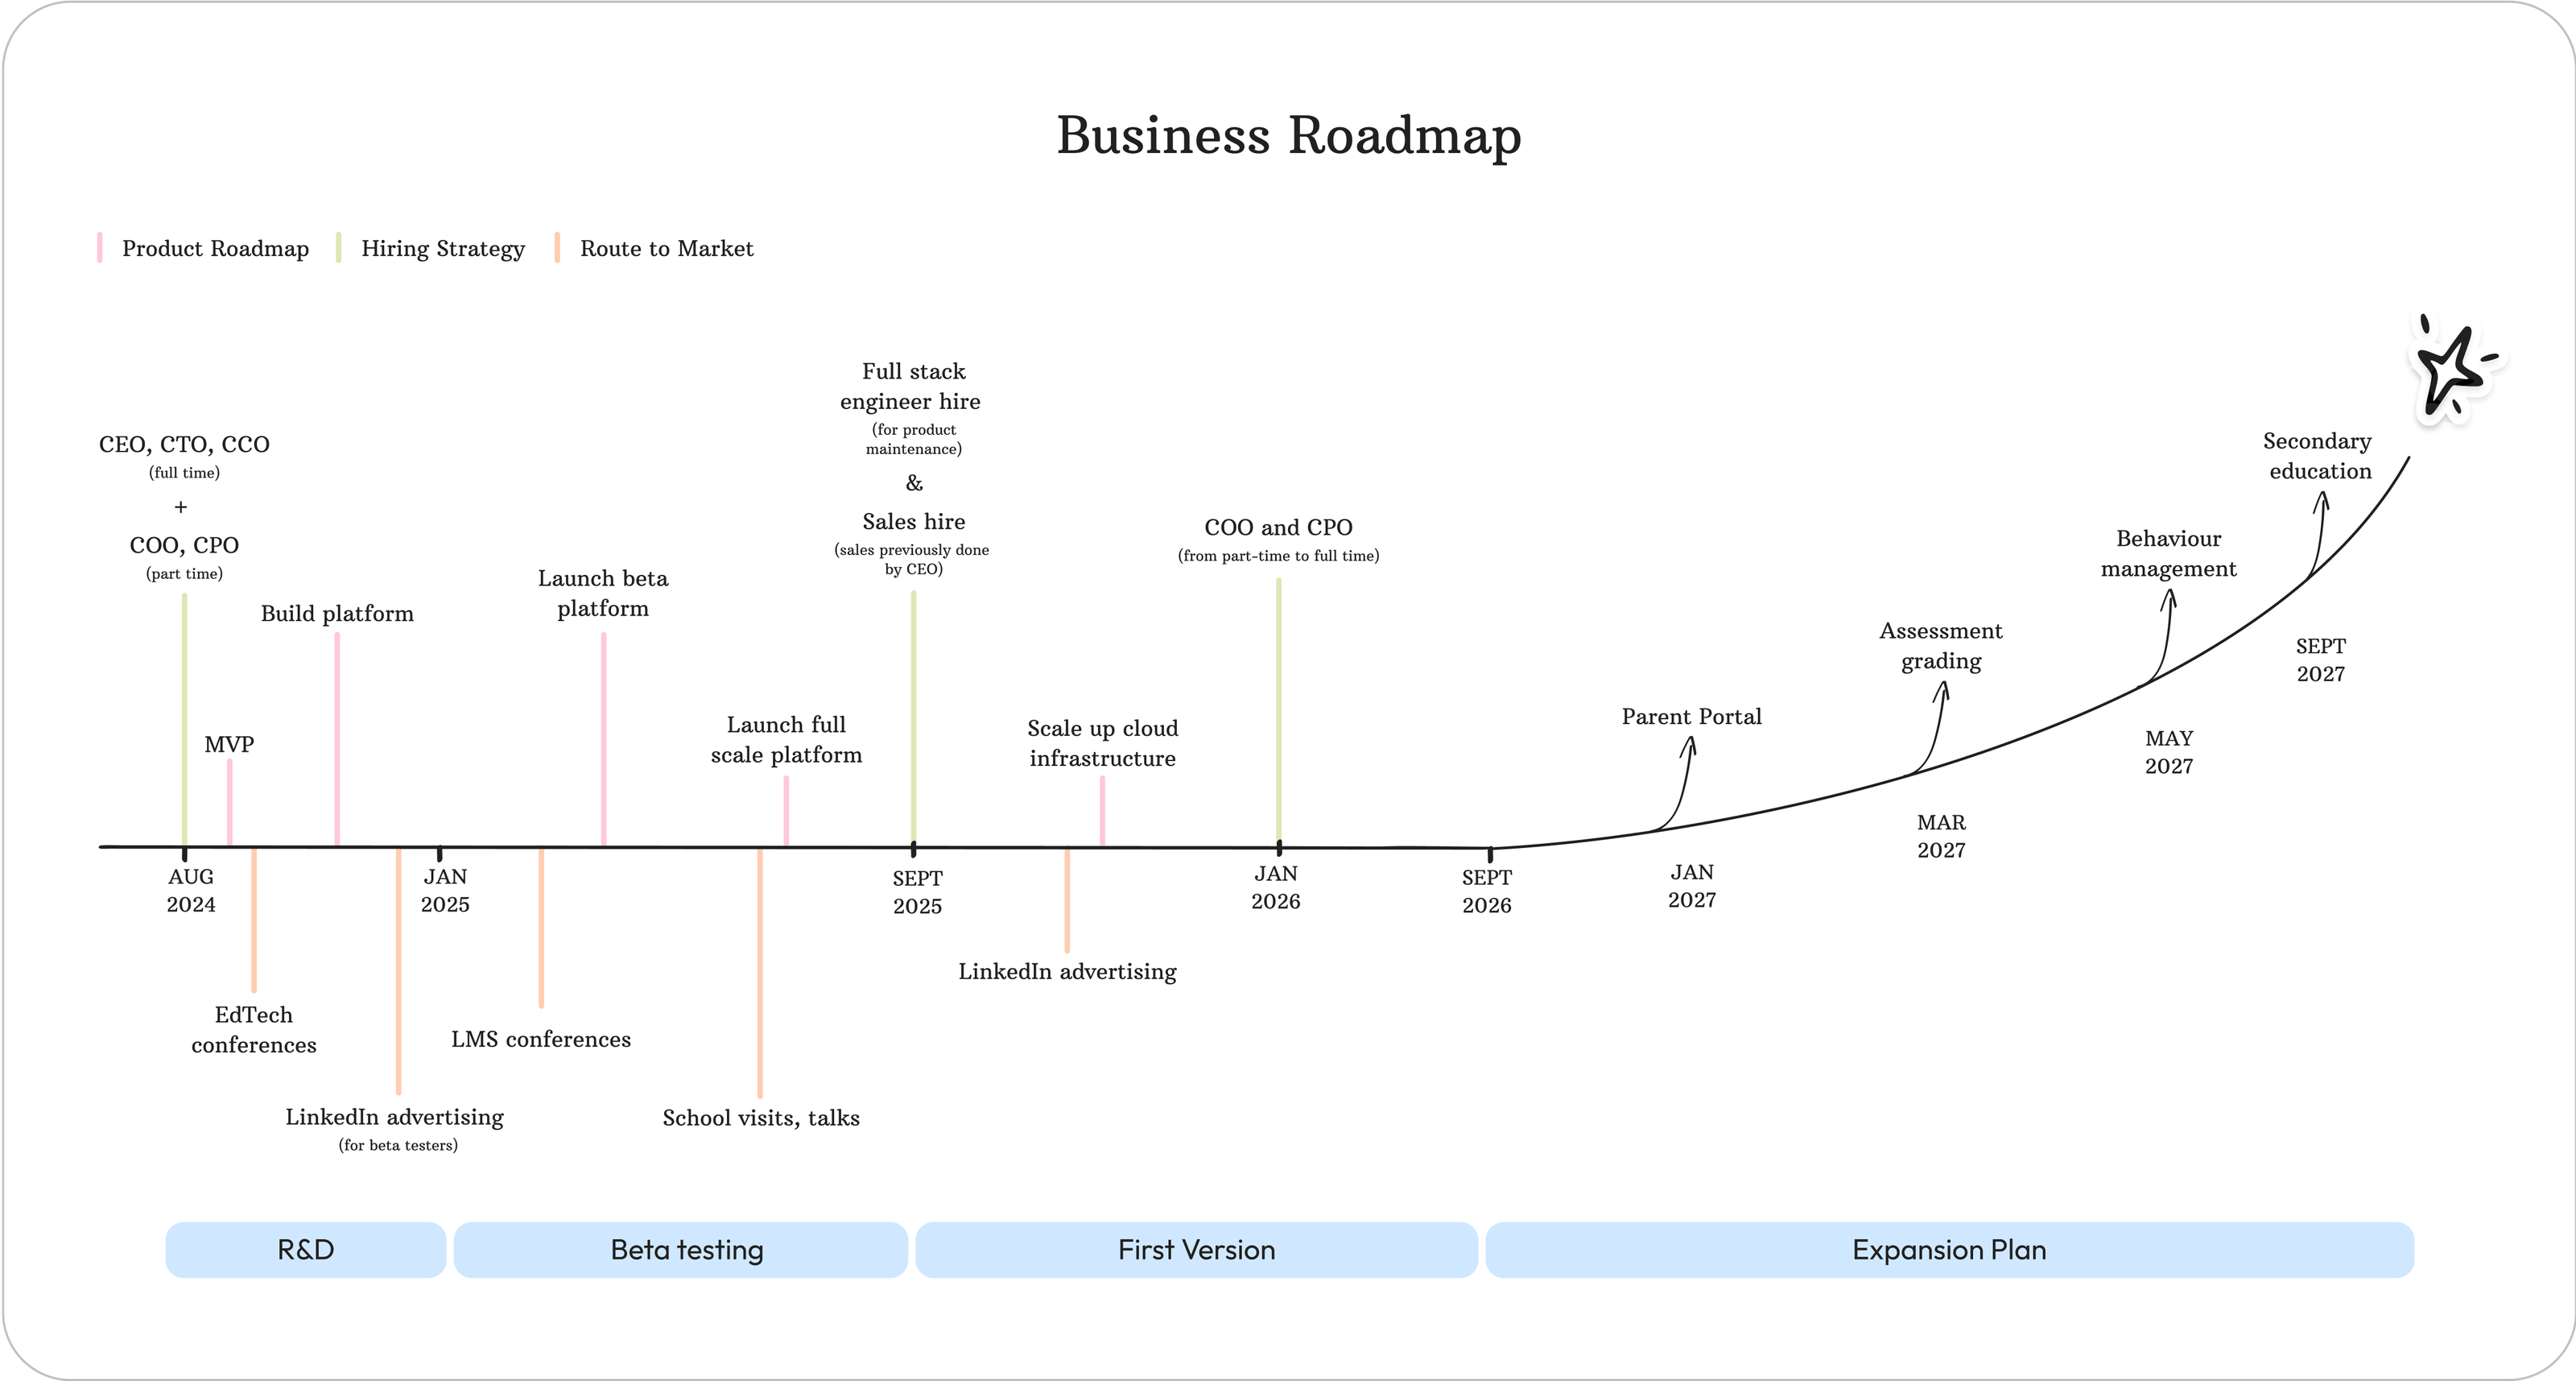 Business Roadmap
Product Roadmap
Hiring Strategy
Route to Market
CEO, CTO, CCO
(full time)
+
COO, CPO
(part time)
MVP
Build platform
Launch beta
platform
Launch full
scale platform
Full stack
engineer hire
(for product
maintenance)
&
Sales hire
(sales previously done
by CEO)
Scale up cloud
infrastructure
COO and CPO
(from part-time to full time)
Parent Portal
Assessment
grading
Behaviour
management
Secondary
education
AUG
2024
JAN
2025
SEPT
2025
JAN
2026
SEPT
2026
JAN
2027
MAR
2027
MAY
2027
SEPT
2027
EdTech
conferences
LinkedIn advertising
(for beta testers)
LMS conferences
School visits, talks
LinkedIn advertising
R&D
Beta testing
First Version
Expansion Plan